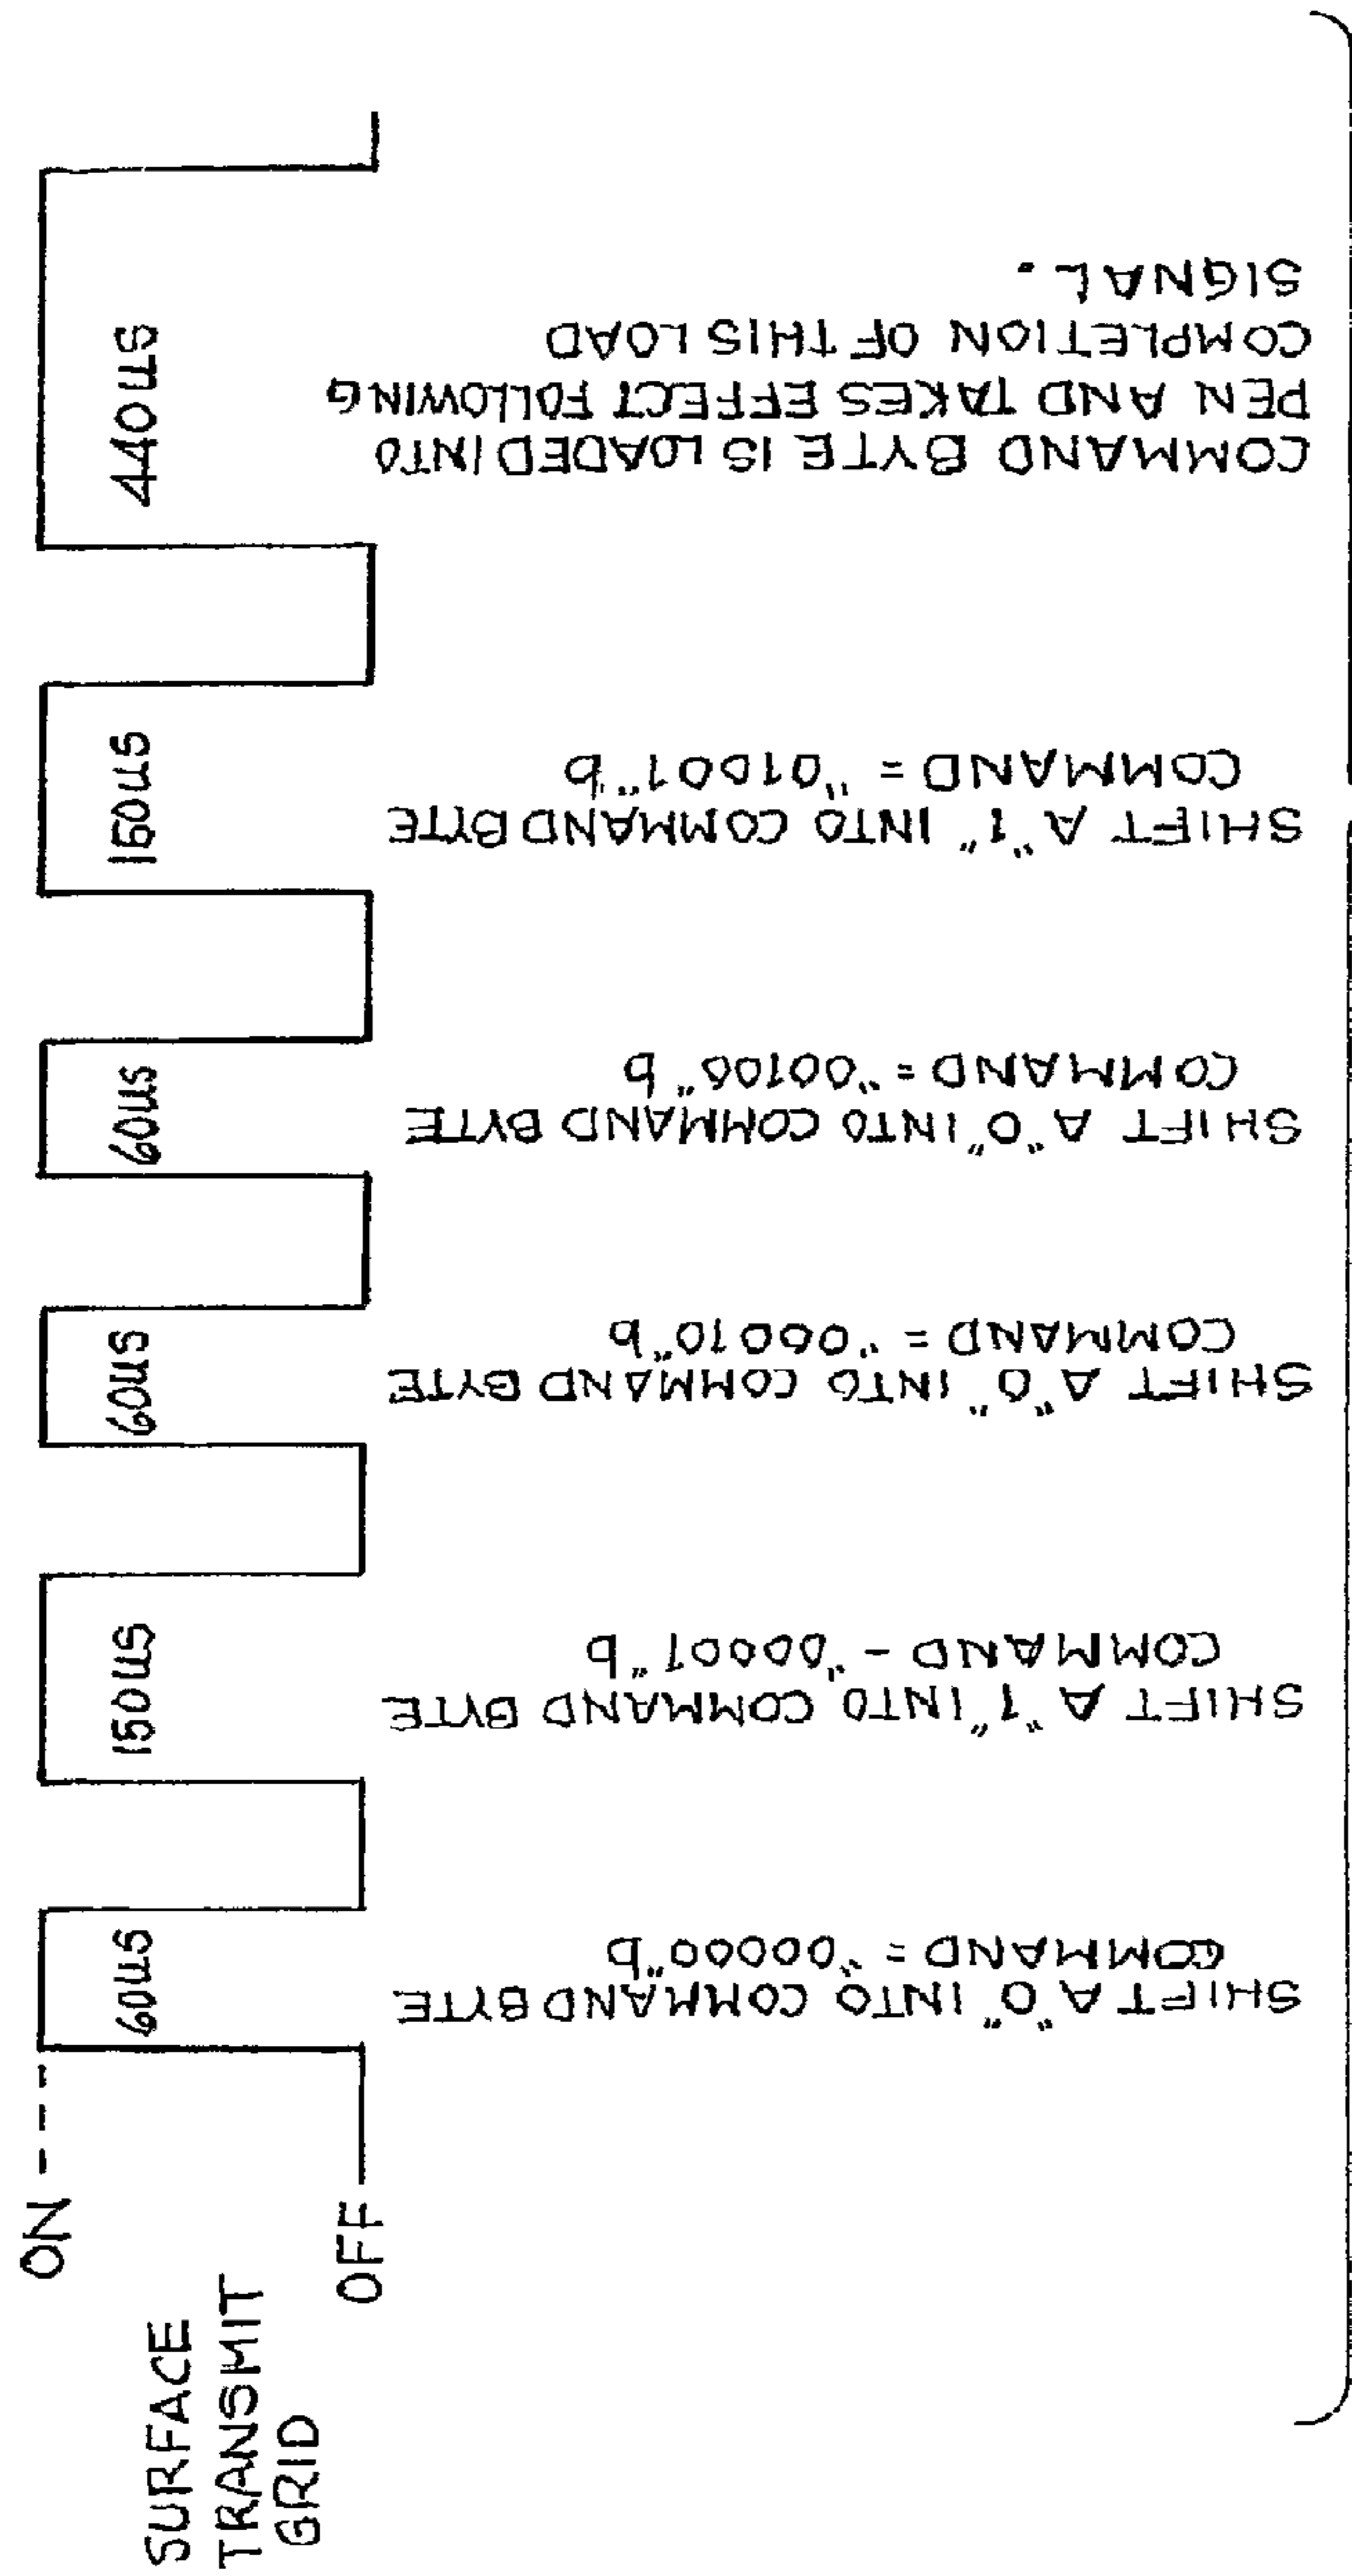 ON
SURFACE
TRANSMIT
GRID
OFF
60us
150us
60us
60us
150us
440us
SHIFT A "0" INTO COMMAND BYTE
COMMAND = "00000"b
SHIFT A "1" INTO COMMAND BYTE
COMMAND - "00001"b
SHIFT A "0" INTO COMMAND BYTE
COMMAND = "00010"b
SHIFT A "0" INTO COMMAND BYTE
COMMAND = "00100"b
SHIFT A "1" INTO COMMAND BYTE
COMMAND = "01001"b
COMMAND BYTE IS LOADED INTO
PEN AND TAKES EFFECT FOLLOWING
COMPLETION OF THIS LOAD
SIGNAL.